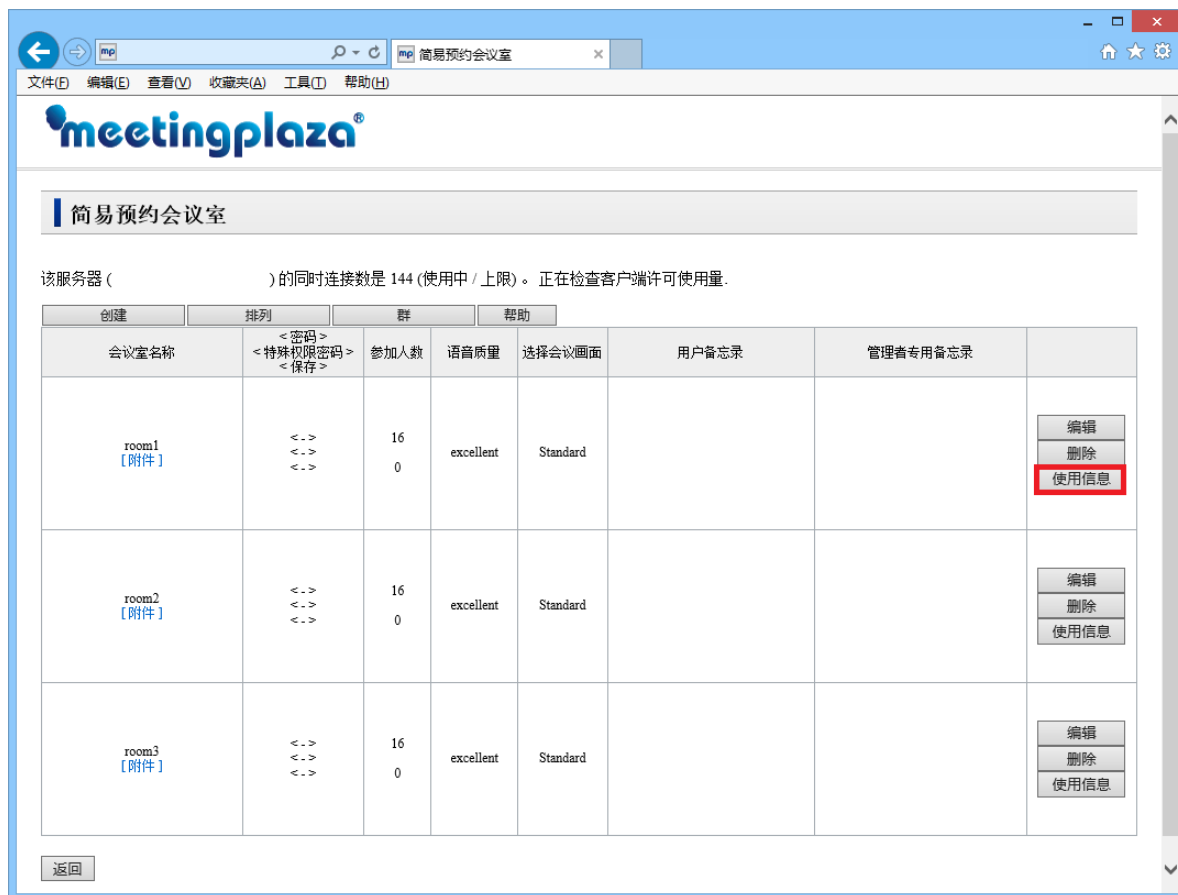 mp
mp 简易预约会议室
文件(F) 编辑(E) 查看(V) 收藏夹(A) 工具(T) 帮助(H)
meetingplaza®
简易预约会议室
该服务器 ( ) 的同时连接数是 144 (使用中 / 上限) 。 正在检查客户端许可使用量.
创建 排列 群 帮助
会议室名称 <密码> <特殊权限密码> <保存> 参加人数 语音质量 选择会议画面 用户备忘录 管理者专用备忘录
room1
[附件]
<->
<->
<->
16
0
excellent
Standard
编辑
删除
使用信息
room2
[附件]
<->
<->
<->
16
0
excellent
Standard
编辑
删除
使用信息
room3
[附件]
<->
<->
<->
16
0
excellent
Standard
编辑
删除
使用信息
返回